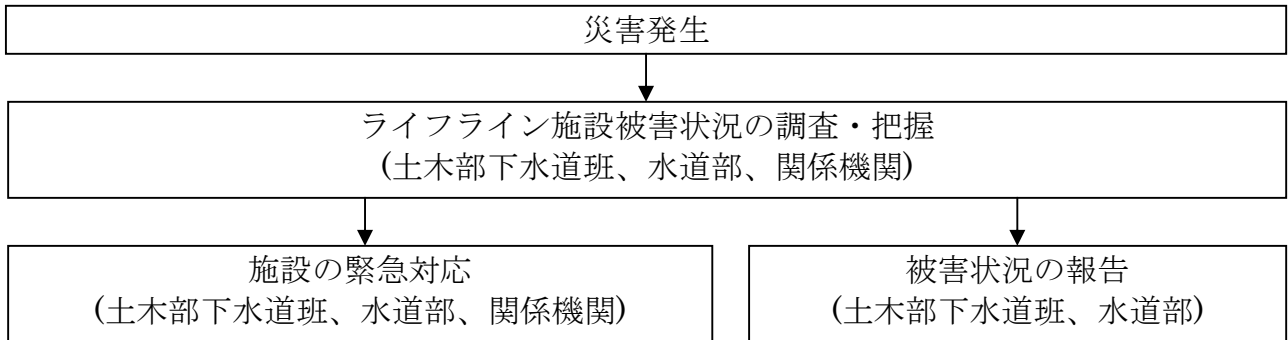 災害発生
ライフライン施設被害状況の調査・把握
(土木部下水道班、水道部、関係機関)
施設の緊急対応
(土木部下水道班、水道部、関係機関)
被害状況の報告
(土木部下水道班、水道部)